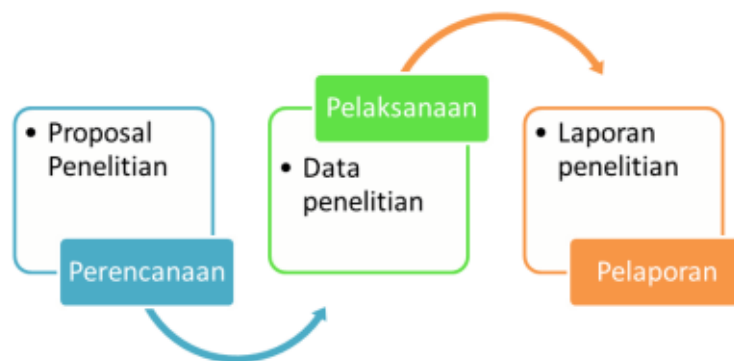 • Proposal
Penelitian
Perencanaan
Pelaksanaan
• Data
penelitian
• Laporan
penelitian
Pelaporan